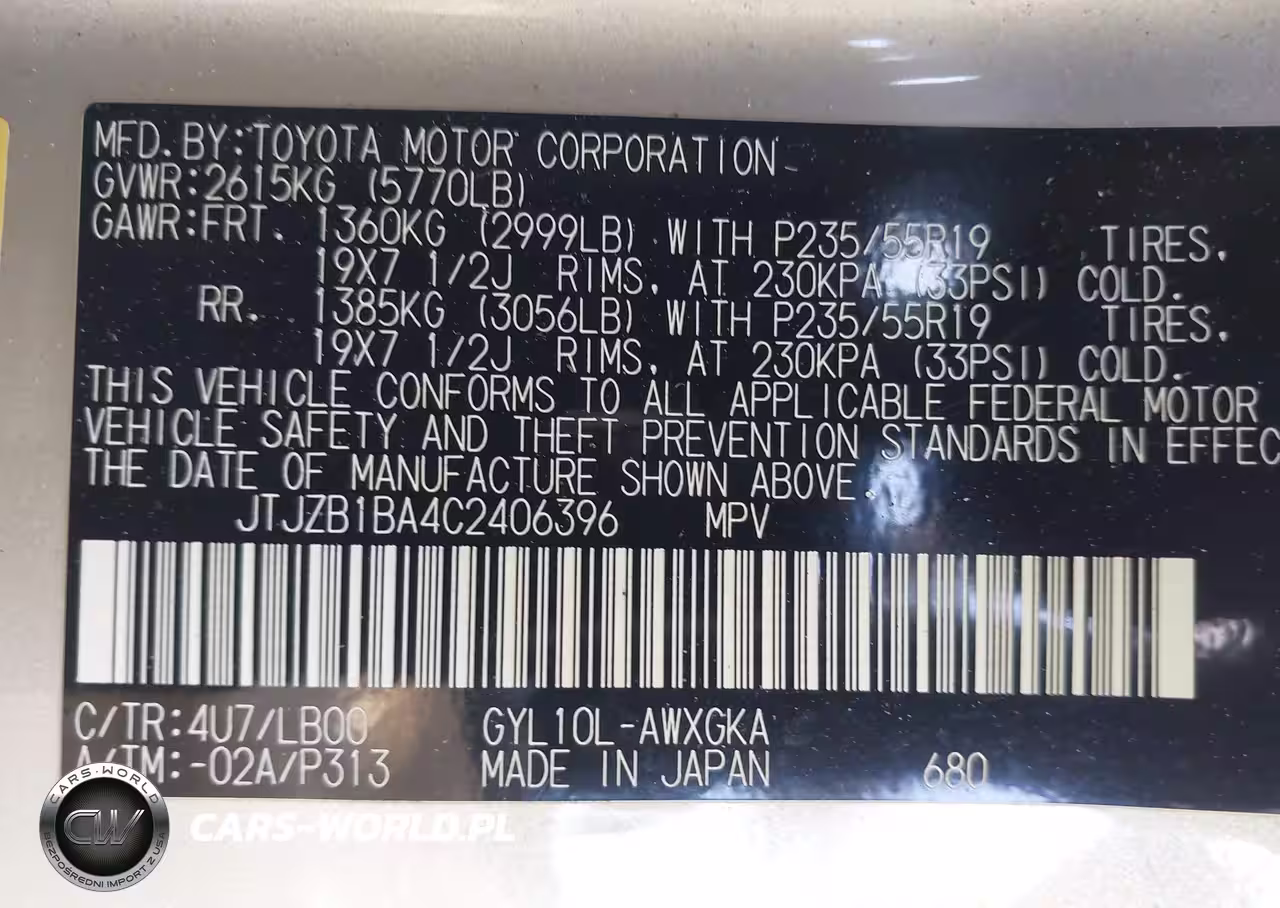 MFD. BY:TOYOTA MOTOR CORPORATION
GVWR:2615KG (5770LB)
GAWR:FRT. 1360KG (2999LB) WITH P235/55R19 TIRES,
19X7 1/2J RIMS, AT 230KPA (33PSI) COLD.
RR. 1385KG (3056LB) WITH P235/55R19 TIRES,
19X7 1/2J RIMS, AT 230KPA (33PSI) COLD.
THIS VEHICLE CONFORMS TO ALL APPLICABLE FEDERAL MOTOR
VEHICLE SAFETY AND THEFT PREVENTION STANDARDS IN EFFEC
THE DATE OF MANUFACTURE SHOWN ABOVE.
JTJZB1BA4C2406396 MPV
C/TR:4U7/LB00 GYL10L-AWXGKA
A/TM:-02A/P313 MADE IN JAPAN 680
CARS-WORLD
CW
BEZPOŚREDNI IMPORT Z USA
CARS-WORLD.PL